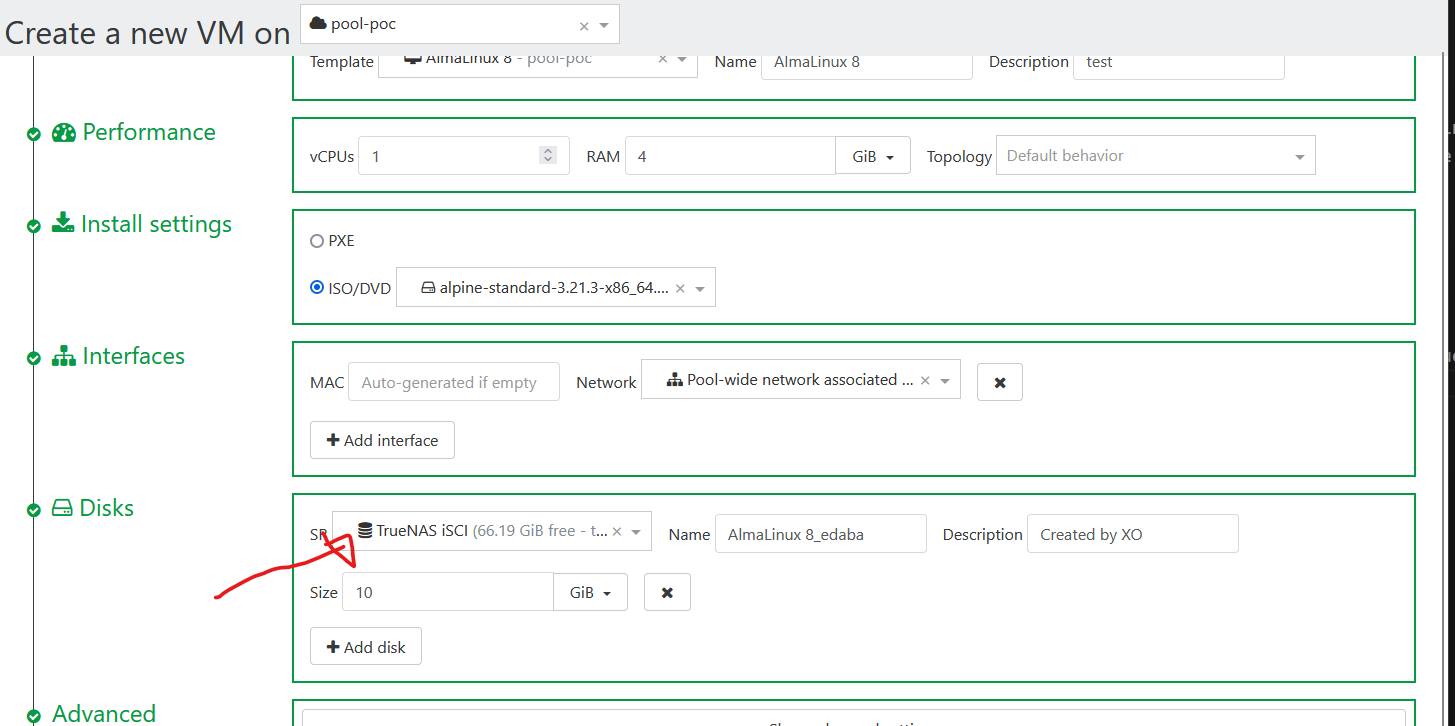 Create a new VM on pool-poc
Template AlmaLinux 8 - pool-poc Name AlmaLinux 8 Description test
Performance
vCPUs 1 RAM 4 GiB Topology Default behavior
Install settings
PXE
ISO/DVD alpine-standard-3.21.3-x86_64....
Interfaces
MAC Auto-generated if empty Network Pool-wide network associated ...
Add interface
Disks
SR TrueNAS iSCI (66.19 GiB free - t... Name AlmaLinux 8_edaba Description Created by XO
Size 10 GiB
Add disk
Advanced